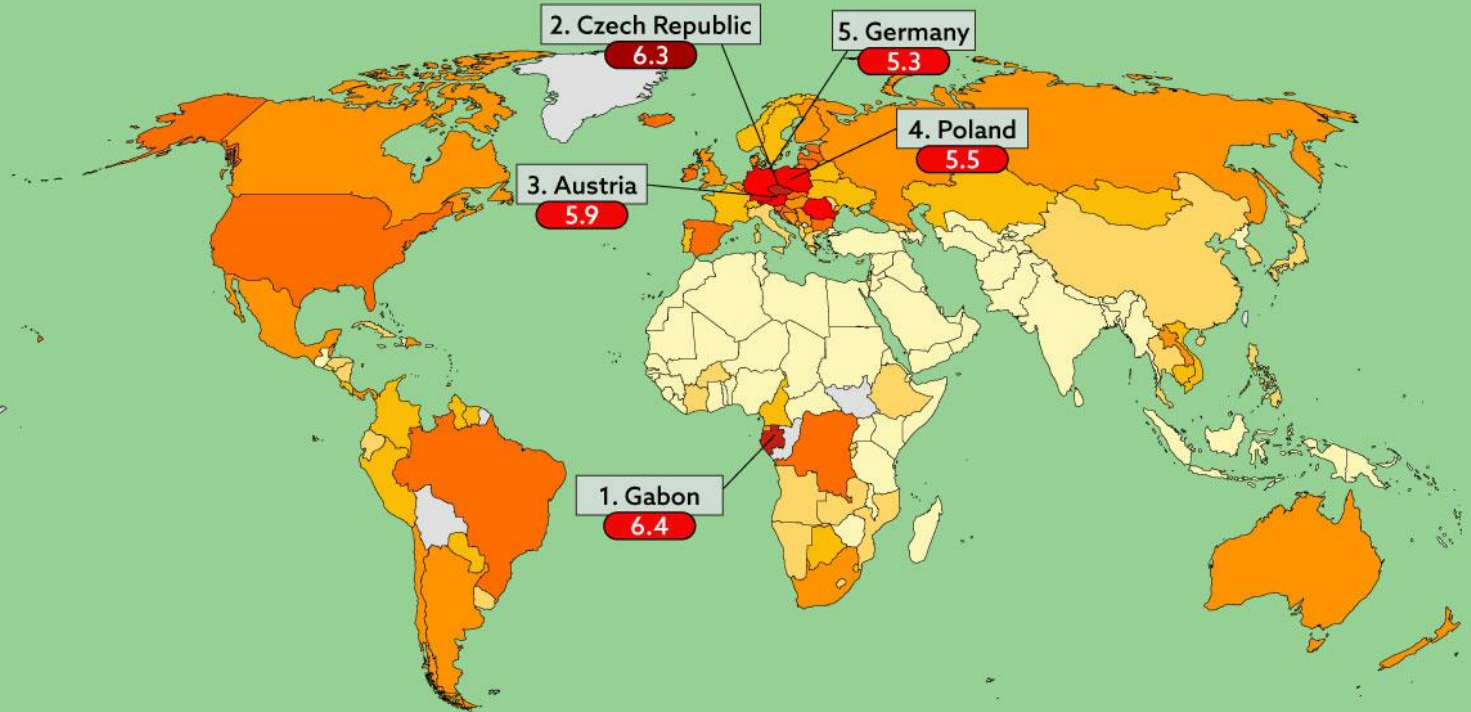 2. Czech Republic
6.3
5. Germany
5.3
4. Poland
5.5
3. Austria
5.9
1. Gabon
6.4